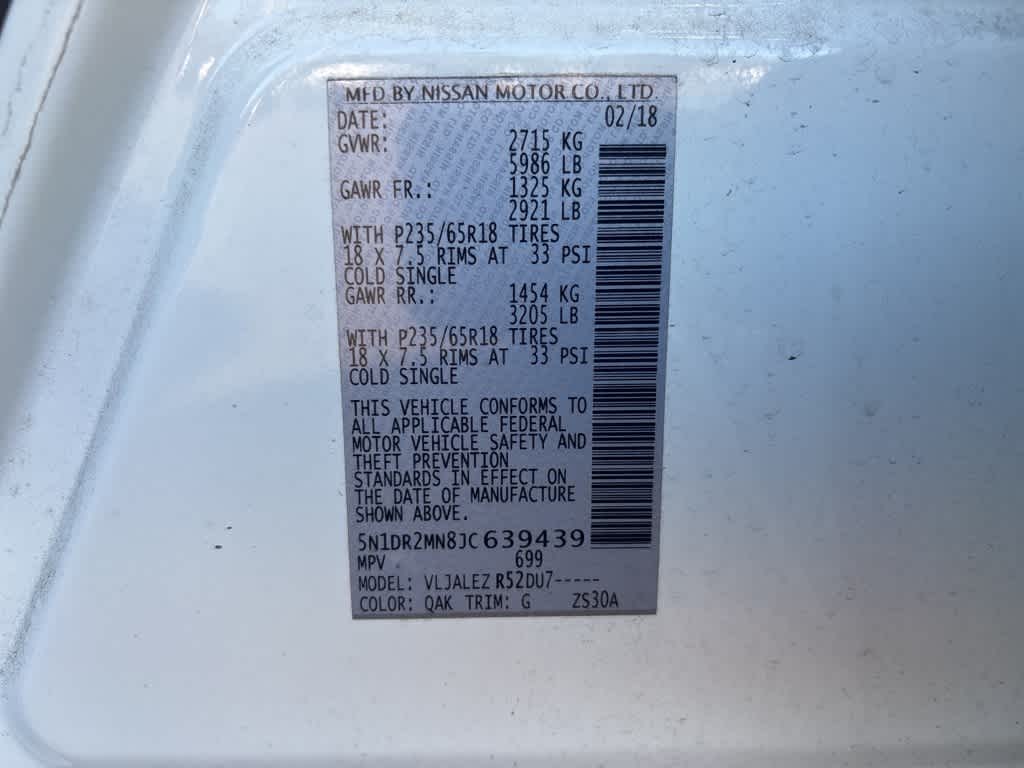 MFD BY NISSAN MOTOR CO., LTD.
DATE: 02/18
GVWR: 2715 KG
5986 LB
GAWR FR.: 1325 KG
2921 LB
WITH P235/65R18 TIRES
18 X 7.5 RIMS AT 33 PSI
COLD SINGLE
GAWR RR.: 1454 KG
3205 LB
WITH P235/65R18 TIRES
18 X 7.5 RIMS AT 33 PSI
COLD SINGLE
THIS VEHICLE CONFORMS TO
ALL APPLICABLE FEDERAL
MOTOR VEHICLE SAFETY AND
THEFT PREVENTION
STANDARDS IN EFFECT ON
THE DATE OF MANUFACTURE
SHOWN ABOVE.
5N1DR2MN8JC639439
MPV 699
MODEL: VLJALEZ R52DU7-----
COLOR: QAK TRIM: G ZS30A